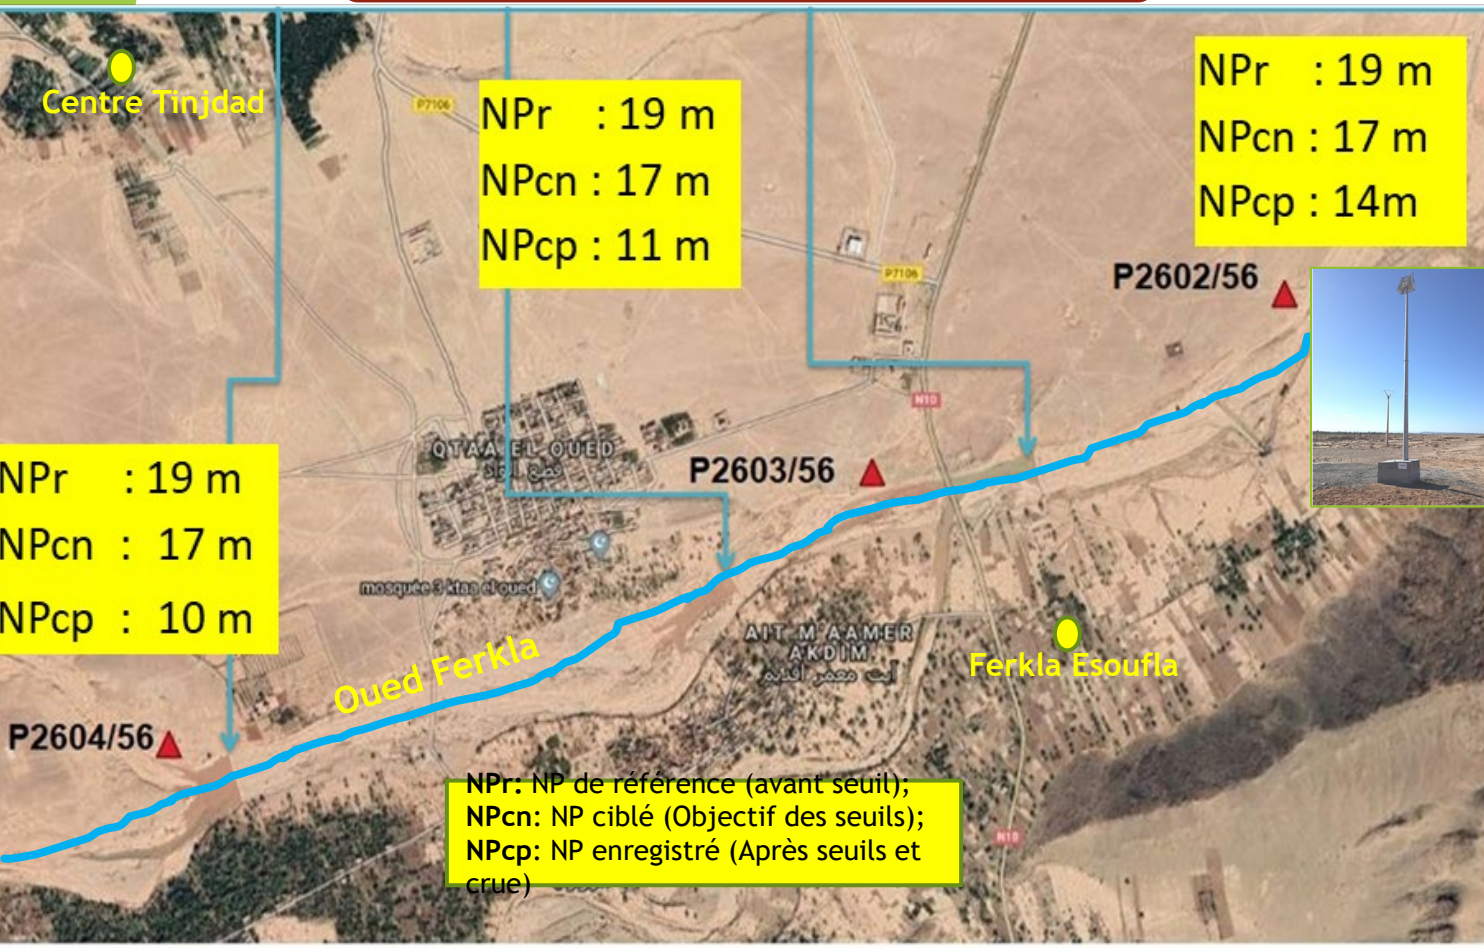 Centre Tinjdad
P7106
NPr : 19 m
NPcn : 17 m
NPcp : 11 m
NPr : 19 m
NPcn : 17 m
NPcp : 14m
P7106
P2602/56
N10
QTAA EL OUED
P2603/56
NPr : 19 m
NPcn : 17 m
NPcp : 10 m
mosquée 3 ktaa el oued
AIT M'AAMER
AKDIM
آيت معمر أقديم
Ferkla Esoufla
Oued Ferkla
P2604/56
NPr: NP de référence (avant seuil);
NPcn: NP ciblé (Objectif des seuils);
NPcp: NP enregistré (Après seuils et
crue)
N10